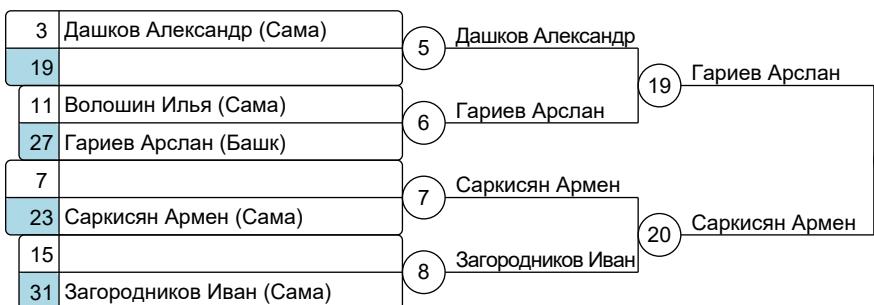 3 Дашков Александр (Сама)
19
11 Волошин Илья (Сама)
27 Гариев Арслан (Башк)
7
23 Саркисян Армен (Сама)
15
31 Загородников Иван (Сама)
5 Дашков Александр
6 Гариев Арслан
7 Саркисян Армен
8 Загородников Иван
19 Гариев Арслан
20 Саркисян Армен